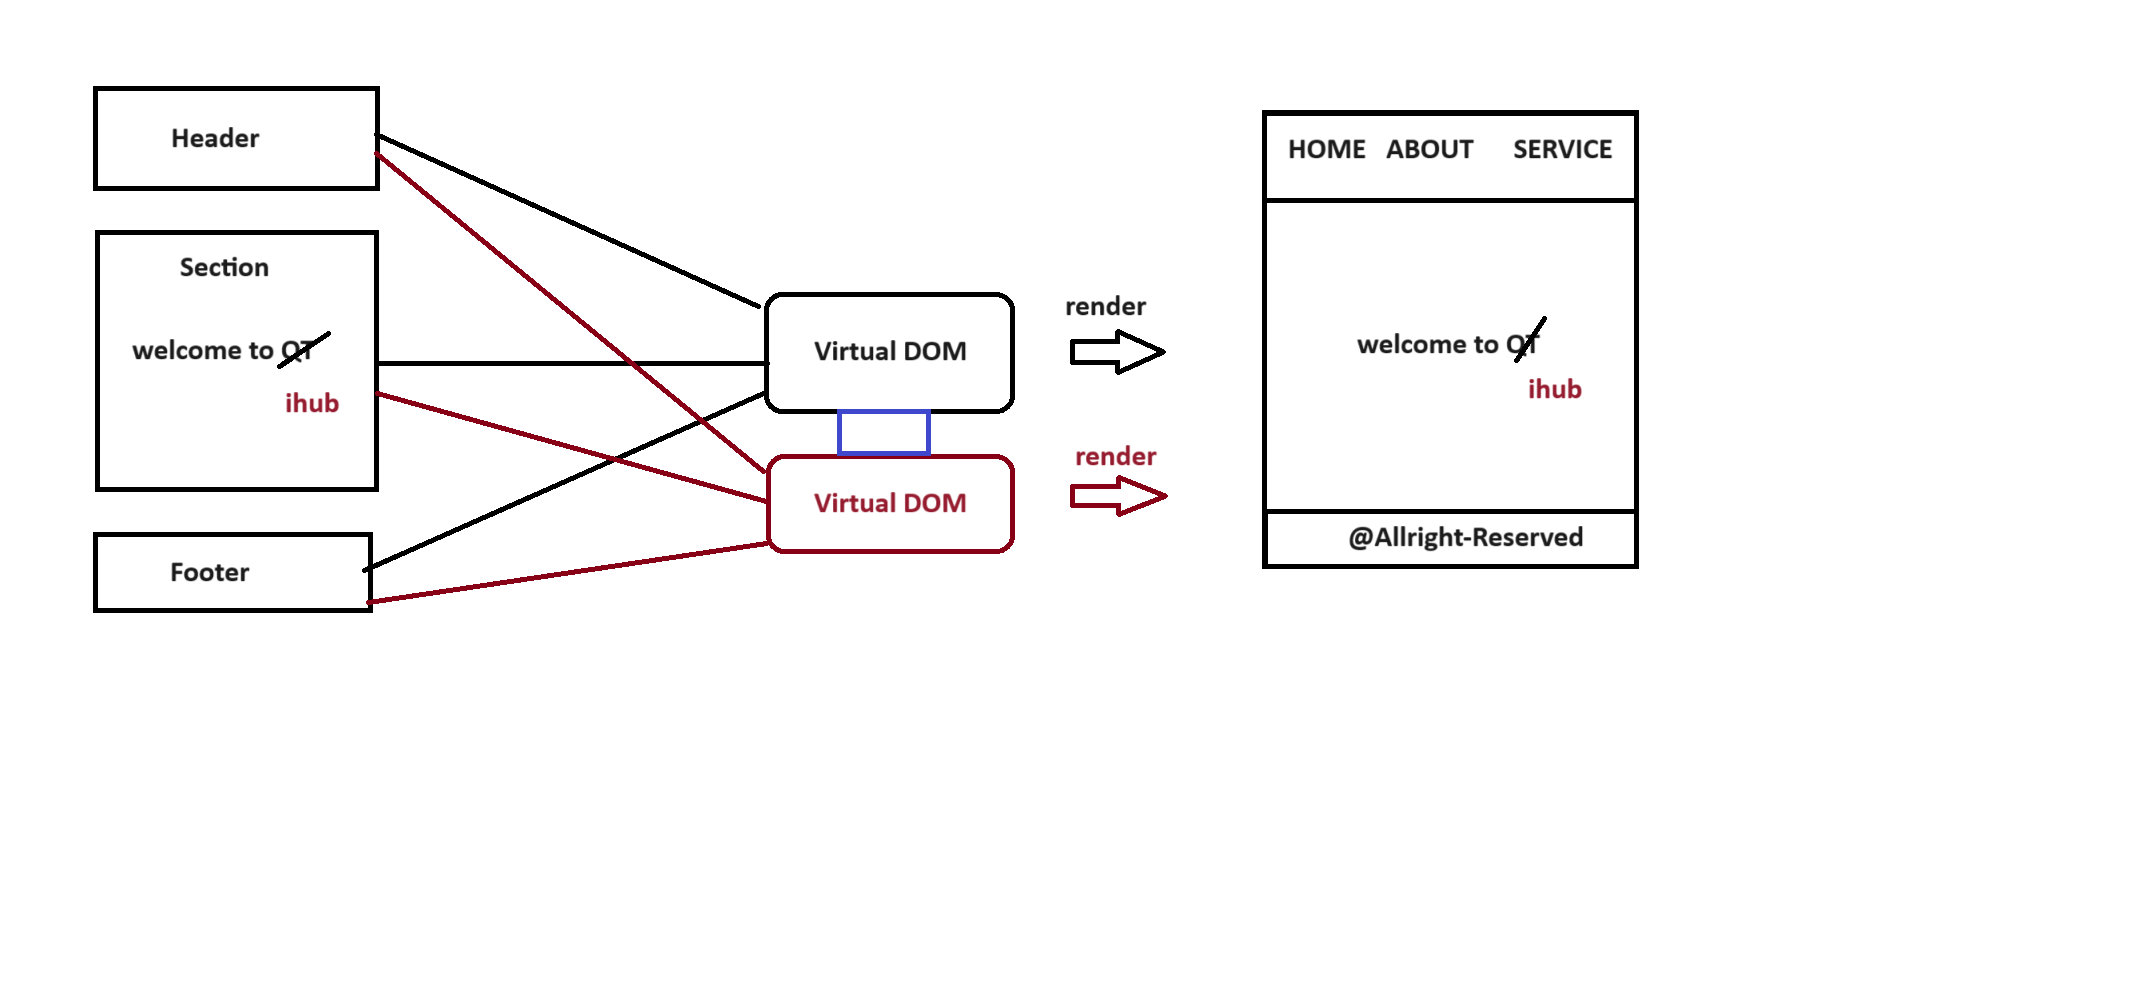 Header
Section
welcome to QT
ihub
Footer
Virtual DOM
Virtual DOM
render
render
HOME ABOUT SERVICE
welcome to QT
ihub
@Allright-Reserved